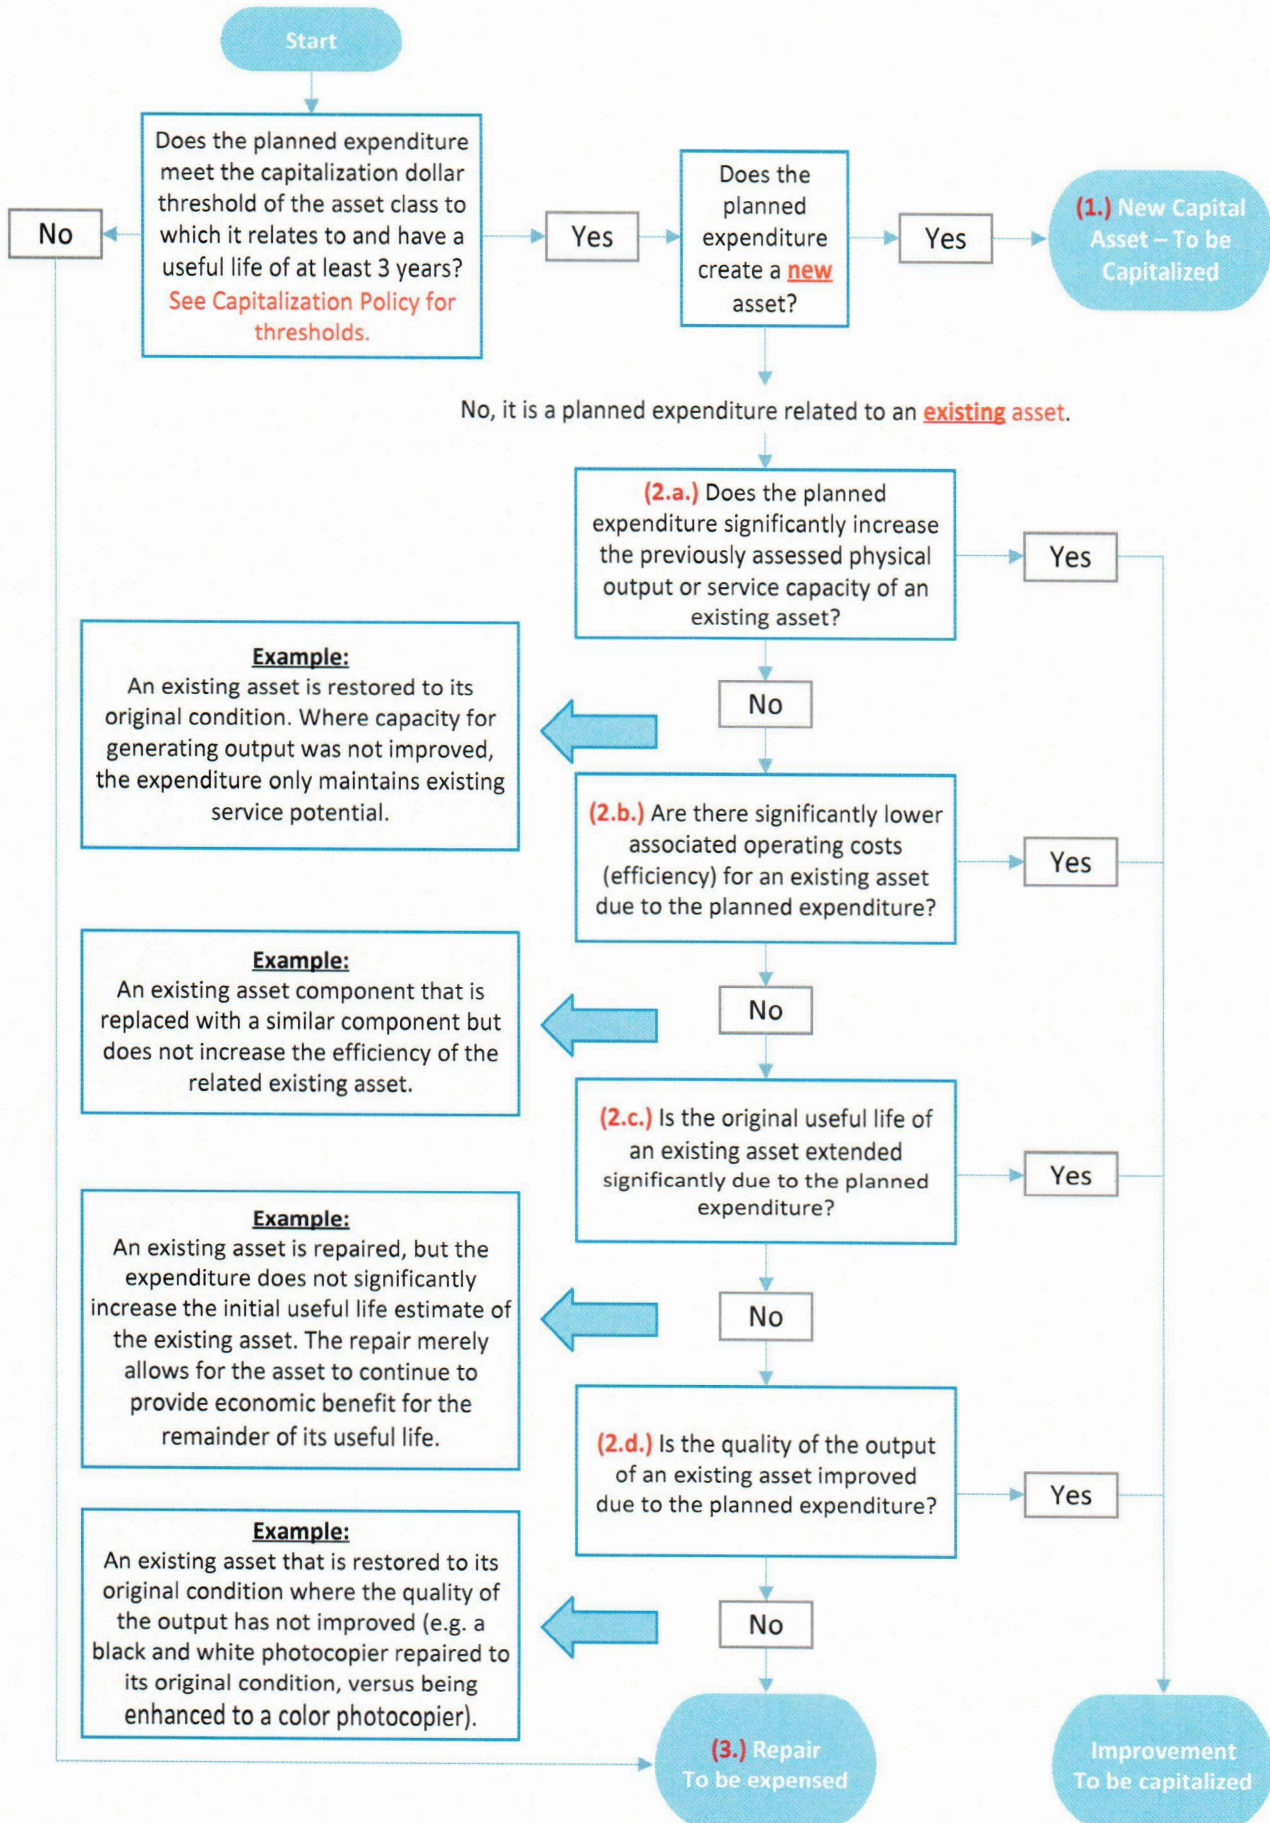 Start
Does the planned expenditure
meet the capitalization dollar
threshold of the asset class to
which it relates to and have a
useful life of at least 3 years?
See Capitalization Policy for
thresholds.
No
Yes
Does the
planned
expenditure
create a new
asset?
Yes
(1.) New Capital
Asset – To be
Capitalized
No, it is a planned expenditure related to an existing asset.
(2.a.) Does the planned
expenditure significantly increase
the previously assessed physical
output or service capacity of an
existing asset?
Yes
No
Example:
An existing asset is restored to its
original condition. Where capacity for
generating output was not improved,
the expenditure only maintains existing
service potential.
(2.b.) Are there significantly lower
associated operating costs
(efficiency) for an existing asset
due to the planned expenditure?
Yes
No
Example:
An existing asset component that is
replaced with a similar component but
does not increase the efficiency of the
related existing asset.
(2.c.) Is the original useful life of
an existing asset extended
significantly due to the planned
expenditure?
Yes
No
Example:
An existing asset is repaired, but the
expenditure does not significantly
increase the initial useful life estimate of
the existing asset. The repair merely
allows for the asset to continue to
provide economic benefit for the
remainder of its useful life.
(2.d.) Is the quality of the output
of an existing asset improved
due to the planned expenditure?
Yes
No
Example:
An existing asset that is restored to its
original condition where the quality of
the output has not improved (e.g. a
black and white photocopier repaired to
its original condition, versus being
enhanced to a color photocopier).
(3.) Repair
To be expensed
Improvement
To be capitalized